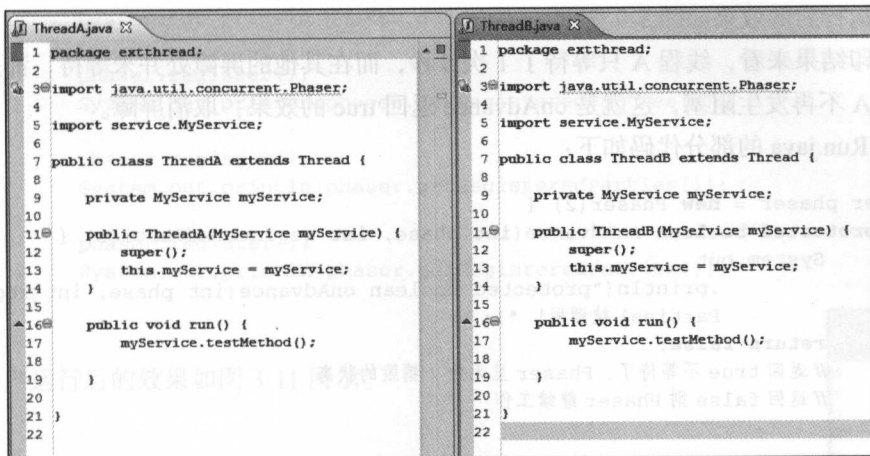 ThreadA.java
1 package extthread;
2
3 import java.util.concurrent.Phaser;
4
5 import service.MyService;
6
7 public class ThreadA extends Thread {
8
9 private MyService myService;
10
11 public ThreadA(MyService myService) {
12 super();
13 this.myService = myService;
14 }
15
16 public void run() {
17 myService.testMethod();
18
19 }
20
21 }
22
ThreadB.java
1 package extthread;
2
3 import java.util.concurrent.Phaser;
4
5 import service.MyService;
6
7 public class ThreadB extends Thread {
8
9 private MyService myService;
10
11 public ThreadB(MyService myService) {
12 super();
13 this.myService = myService;
14 }
15
16 public void run() {
17 myService.testMethod();
18
19 }
20
21 }
22